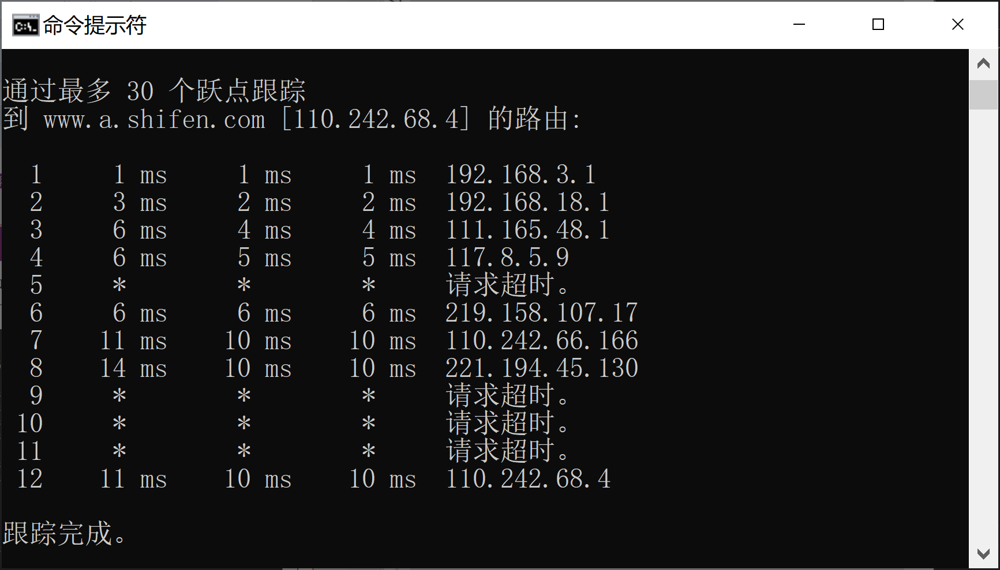 命令提示符
通过最多 30 个跃点跟踪
到 www.a.shifen.com [110.242.68.4] 的路由:
1 1 ms 1 ms 1 ms 192.168.3.1
2 3 ms 2 ms 2 ms 192.168.18.1
3 6 ms 4 ms 4 ms 111.165.48.1
4 6 ms 5 ms 5 ms 117.8.5.9
5 * * * 请求超时。
6 6 ms 6 ms 6 ms 219.158.107.17
7 11 ms 10 ms 10 ms 110.242.66.166
8 14 ms 10 ms 10 ms 221.194.45.130
9 * * * 请求超时。
10 * * * 请求超时。
11 * * * 请求超时。
12 11 ms 10 ms 10 ms 110.242.68.4
跟踪完成。